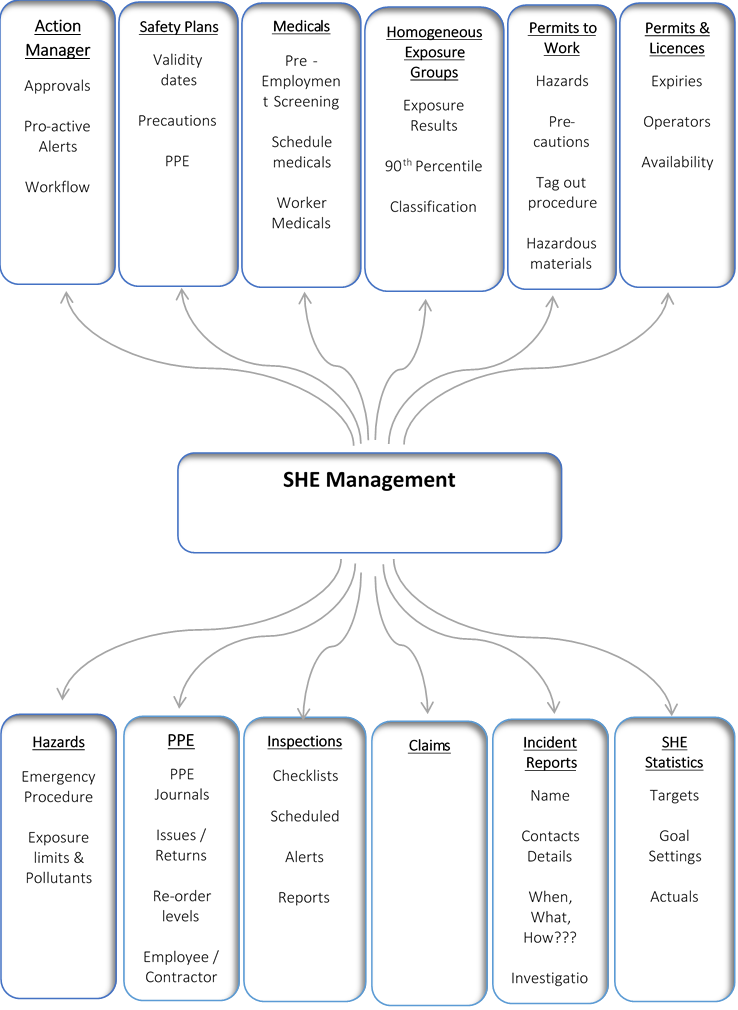 Action
Manager
Approvals
Pro-active
Alerts
Workflow
Safety Plans
Validity
dates
Precautions
PPE
Medicals
Pre -
Employmen
t Screening
Schedule
medicals
Worker
Medicals
Homogeneous
Exposure
Groups
Exposure
Results
90th Percentile
Classification
Permits to
Work
Hazards
Pre-
cautions
Tag out
procedure
Hazardous
materials
Permits &
Licences
Expiries
Operators
Availability
SHE Management
Hazards
Emergency
Procedure
Exposure
limits &
Pollutants
PPE
PPE
Journals
Issues /
Returns
Re-order
levels
Employee /
Contractor
Inspections
Checklists
Scheduled
Alerts
Reports
Claims
Incident
Reports
Name
Contacts
Details
When,
What,
How???
Investigatio
SHE
Statistics
Targets
Goal
Settings
Actuals